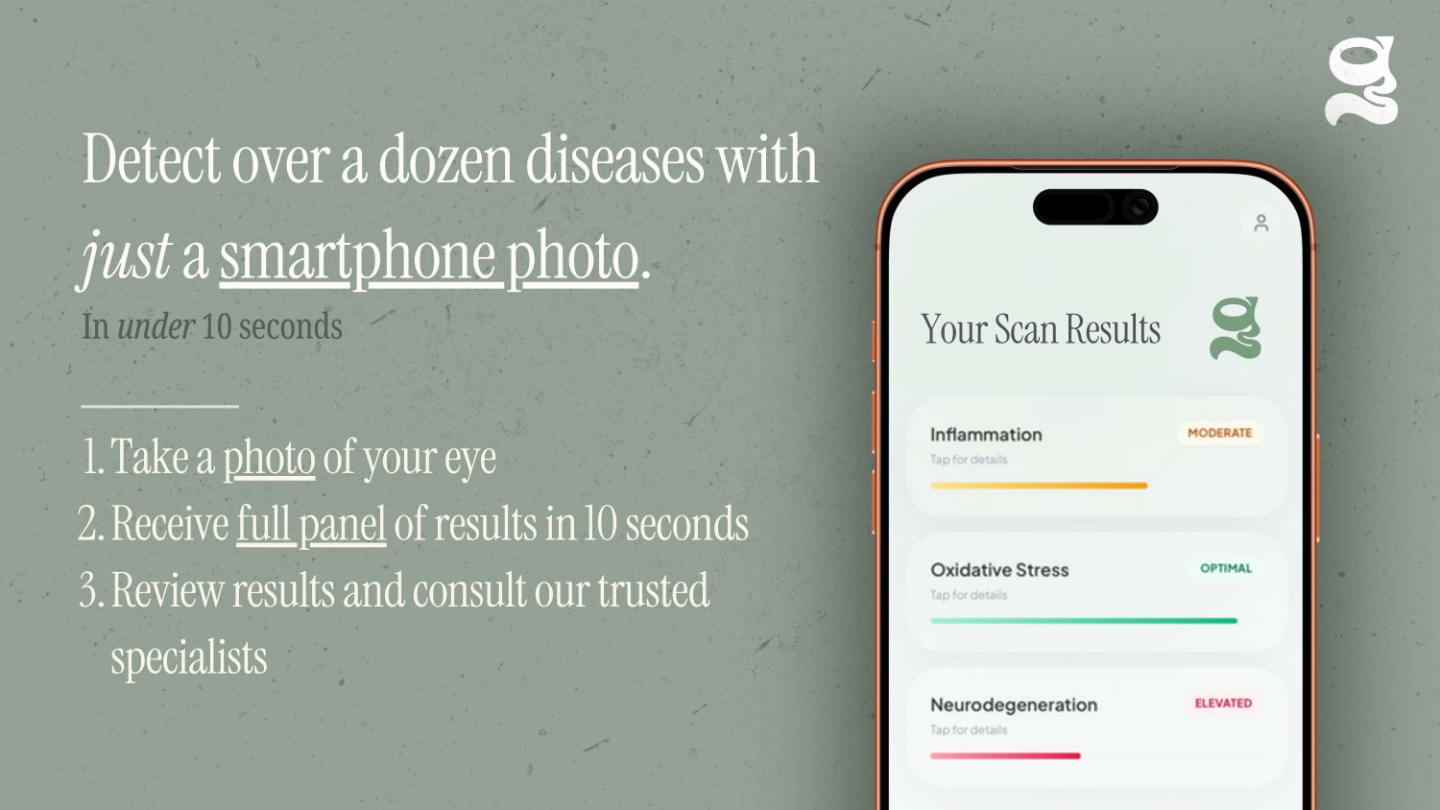 Detect over a dozen diseases with
just a smartphone photo.
In under 10 seconds
1. Take a photo of your eye
2. Receive full panel of results in 10 seconds
3. Review results and consult our trusted
specialists
g
Your Scan Results
g
Inflammation
MODERATE
Tap for details
Oxidative Stress
OPTIMAL
Tap for details
Neurodegeneration
ELEVATED
Tap for details